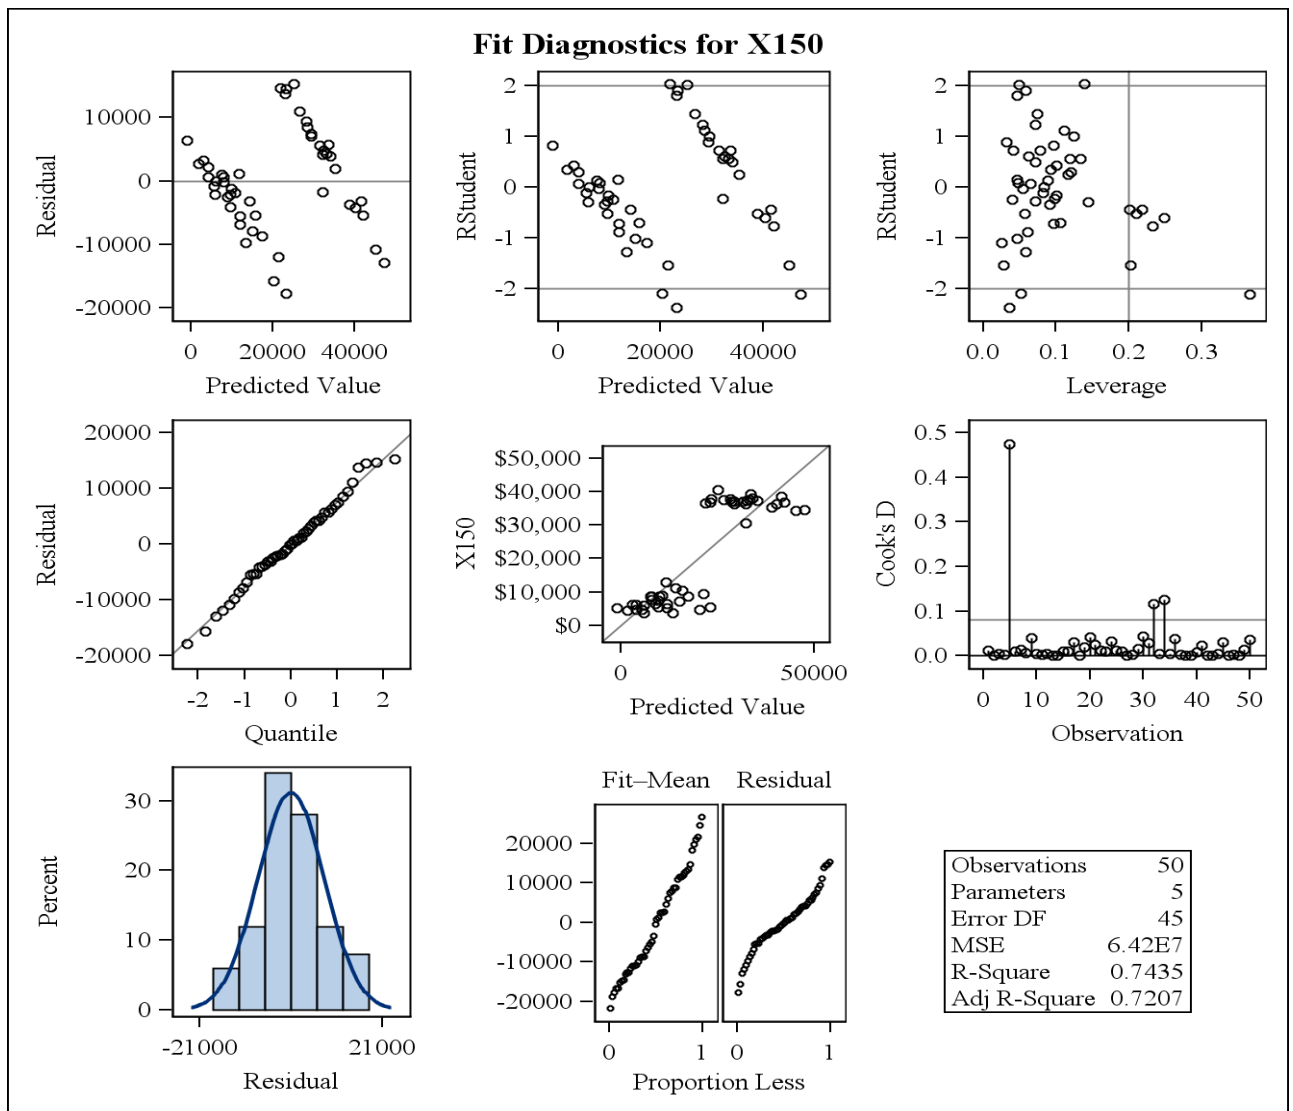 Fit Diagnostics for X150
Residual
10000
0
-10000
-20000
0 20000 40000
Predicted Value
RStudent
2
1
0
-1
-2
0 20000 40000
Predicted Value
RStudent
2
1
0
-1
-2
0.0 0.1 0.2 0.3
Leverage
Residual
20000
10000
0
-10000
-20000
-2 -1 0 1 2
Quantile
X150
$50,000
$40,000
$30,000
$20,000
$10,000
$0
0 50000
Predicted Value
Cook's D
0.5
0.4
0.3
0.2
0.1
0.0
0 10 20 30 40 50
Observation
Percent
30
20
10
0
-21000 21000
Residual
Fit–Mean Residual
20000
10000
0
-10000
-20000
0 1 0 1
Proportion Less
Observations 50
Parameters 5
Error DF 45
MSE 6.42E7
R-Square 0.7435
Adj R-Square 0.7207